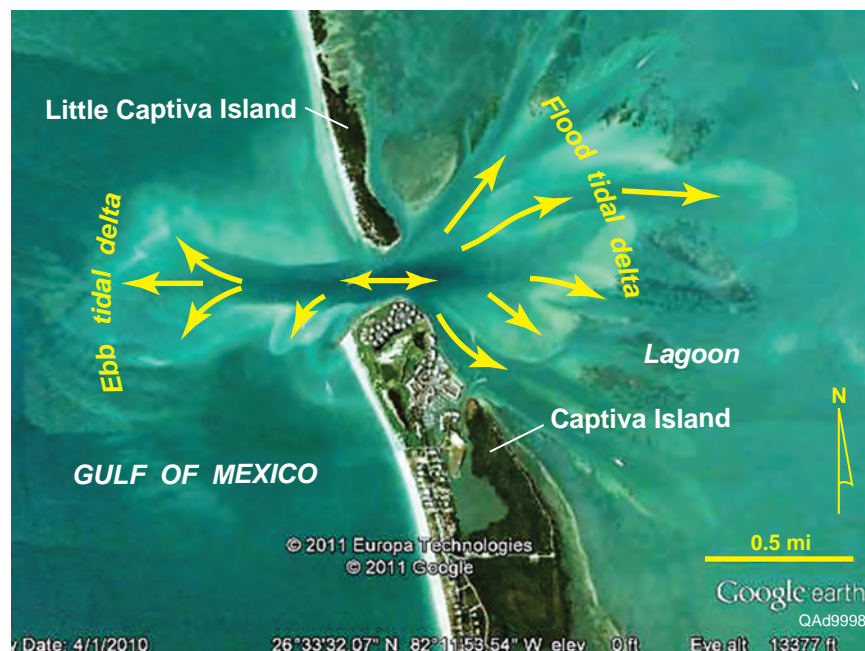 Little Captiva Island
Flood tidal delta
Ebb tidal delta
Lagoon
N
Captiva Island
GULF OF MEXICO
0.5 mi
© 2011 Europa Technologies
© 2011 Google
Google earth
QAd9998
y Date: 4/1/2010 26°33'32.07" N 82°11'53.54" W elev 0 ft Eye alt 13377 ft